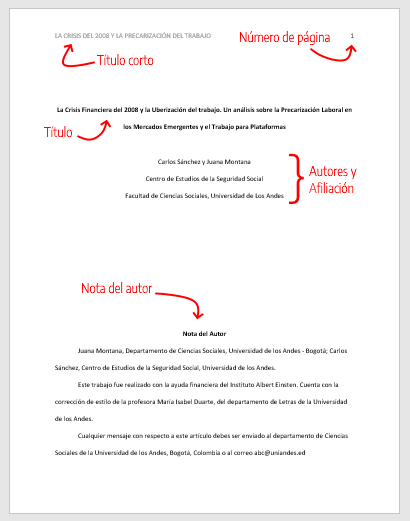 LA CRISIS DEL 2008 Y LA PRECARIZACIÓN DEL TRABAJO
Número de página
1
Título corto
La Crisis Financiera del 2008 y la Uberización del trabajo. Un análisis sobre la Precarización Laboral en
Título
los Mercados Emergentes y el Trabajo para Plataformas
Carlos Sánchez y Juana Montana
Centro de Estudios de la Seguridad Social
Facultad de Ciencias Sociales, Universidad de Los Andes
Autores y
Afiliación
Nota del autor
Nota del Autor
Juana Montana, Departamento de Ciencias Sociales, Universidad de los Andes - Bogotá; Carlos
Sánchez, Centro de Estudios de la Seguridad Social, Universidad de los Andes.
Este trabajo fue realizado con la ayuda financiera del Instituto Albert Einsten. Cuenta con la
corrección de estilo de la profesora María Isabel Duarte, del departamento de Letras de la Universidad
de los Andes.
Cualquier mensaje con respecto a este artículo debes ser enviado al departamento de Ciencias
Sociales de la Universidad de los Andes, Bogotá, Colombia o al correo abc@uniandes.ed